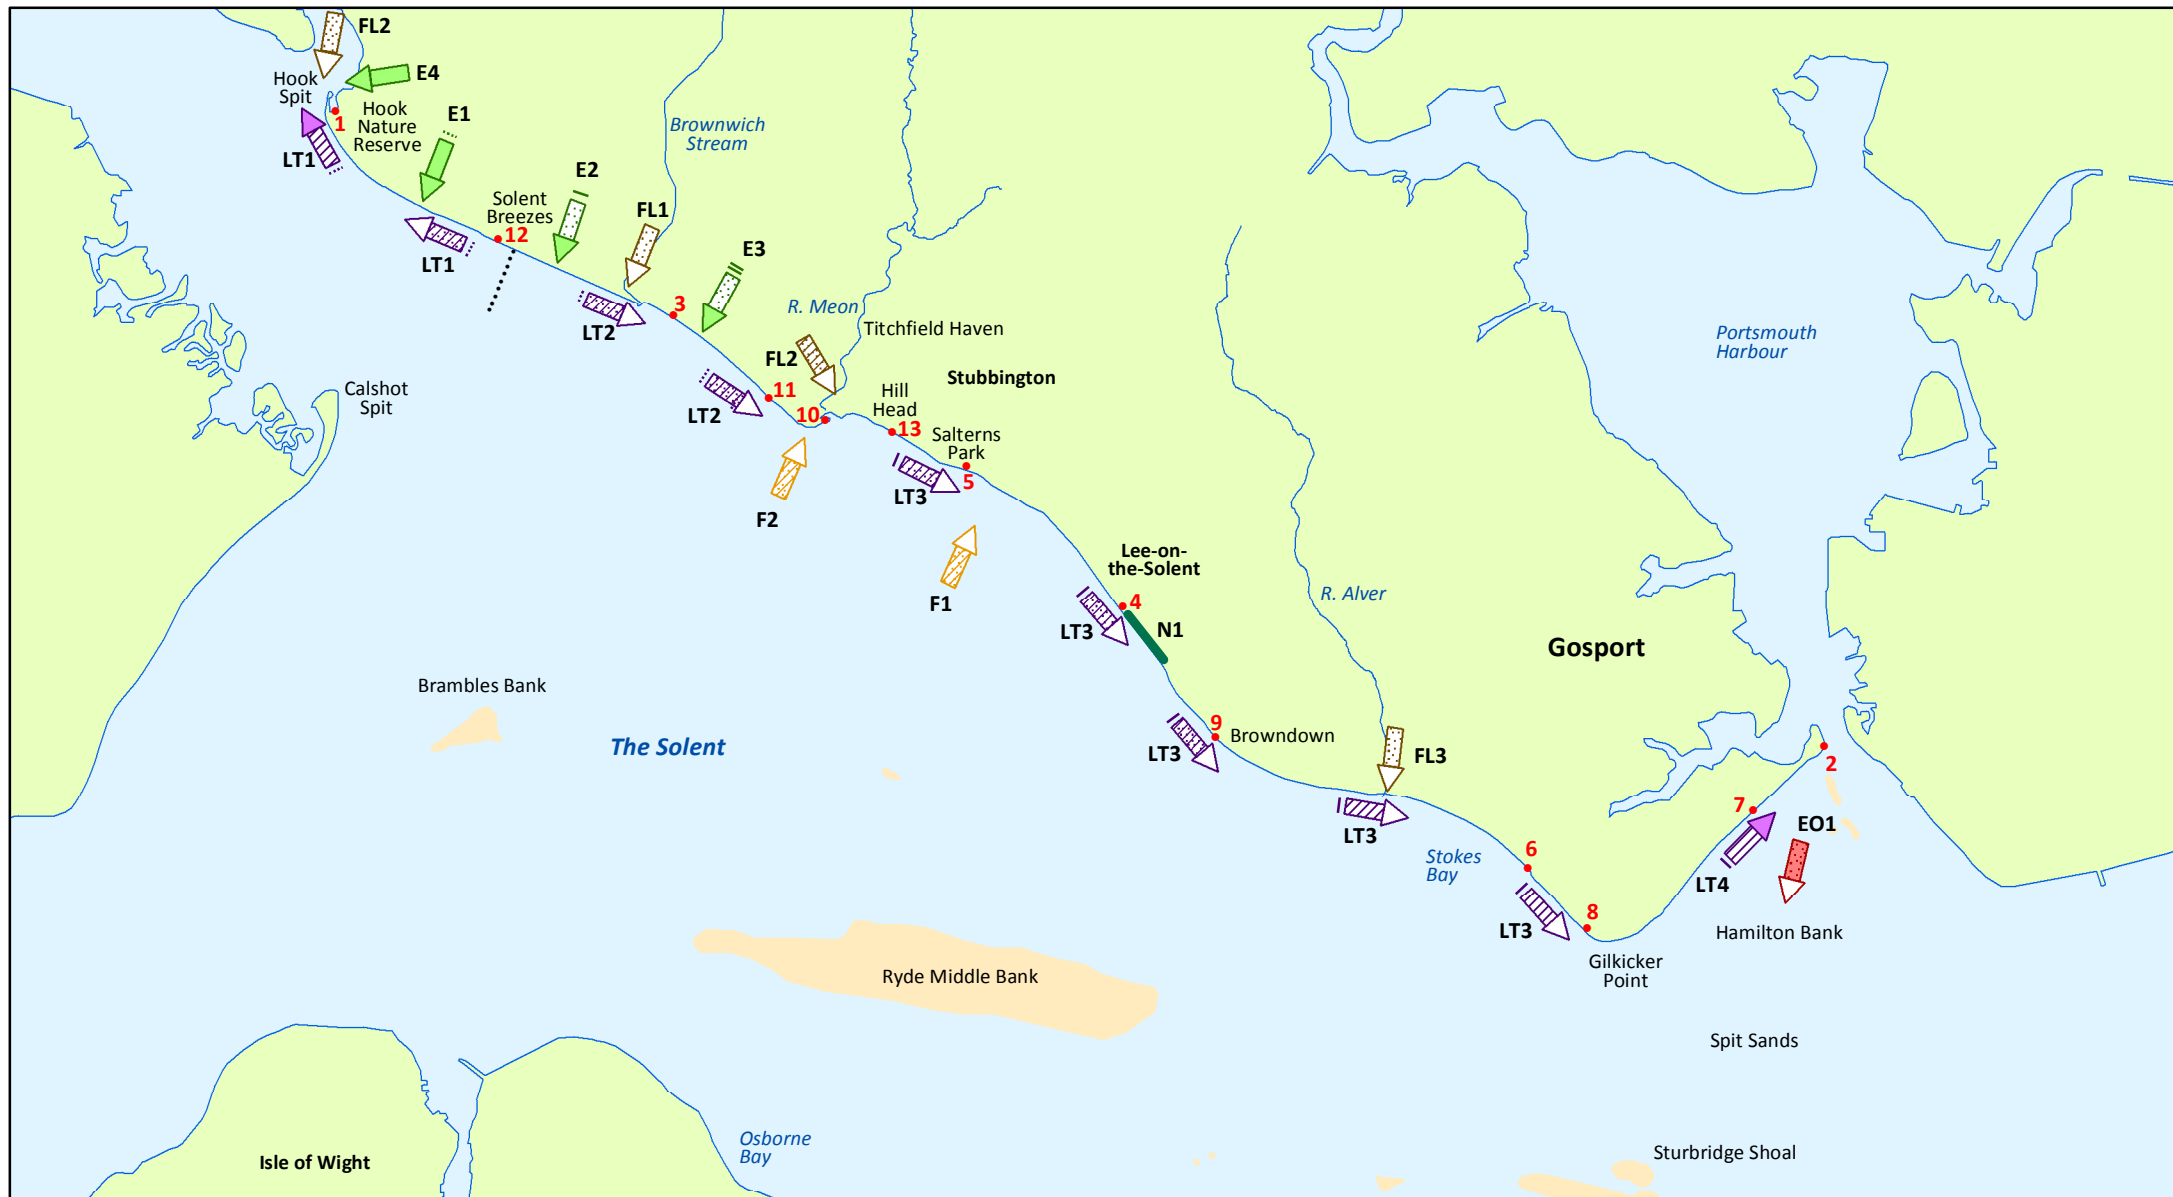 FL2
E4
Hook
Spit
1
Hook
Nature
Reserve
LT1
E1
Brownwich
Stream
E2
Solent
Breezes
12
FL1
LT1
E3
3
LT2
R. Meon
Titchfield Haven
FL2
Stubbington
Calshot
Spit
11
LT2
10
Hill
Head
13
Salterns
Park
5
LT3
F2
F1
Portsmouth
Harbour
Lee-on-
the-Solent
4
LT3
N1
R. Alver
Gosport
Brambles Bank
The Solent
9
Browndown
LT3
FL3
LT3
2
7
EO1
LT4
Stokes
Bay
6
LT3
8
Hamilton Bank
Gilkicker
Point
Ryde Middle Bank
Spit Sands
Osborne
Bay
Isle of Wight
Sturbridge Shoal